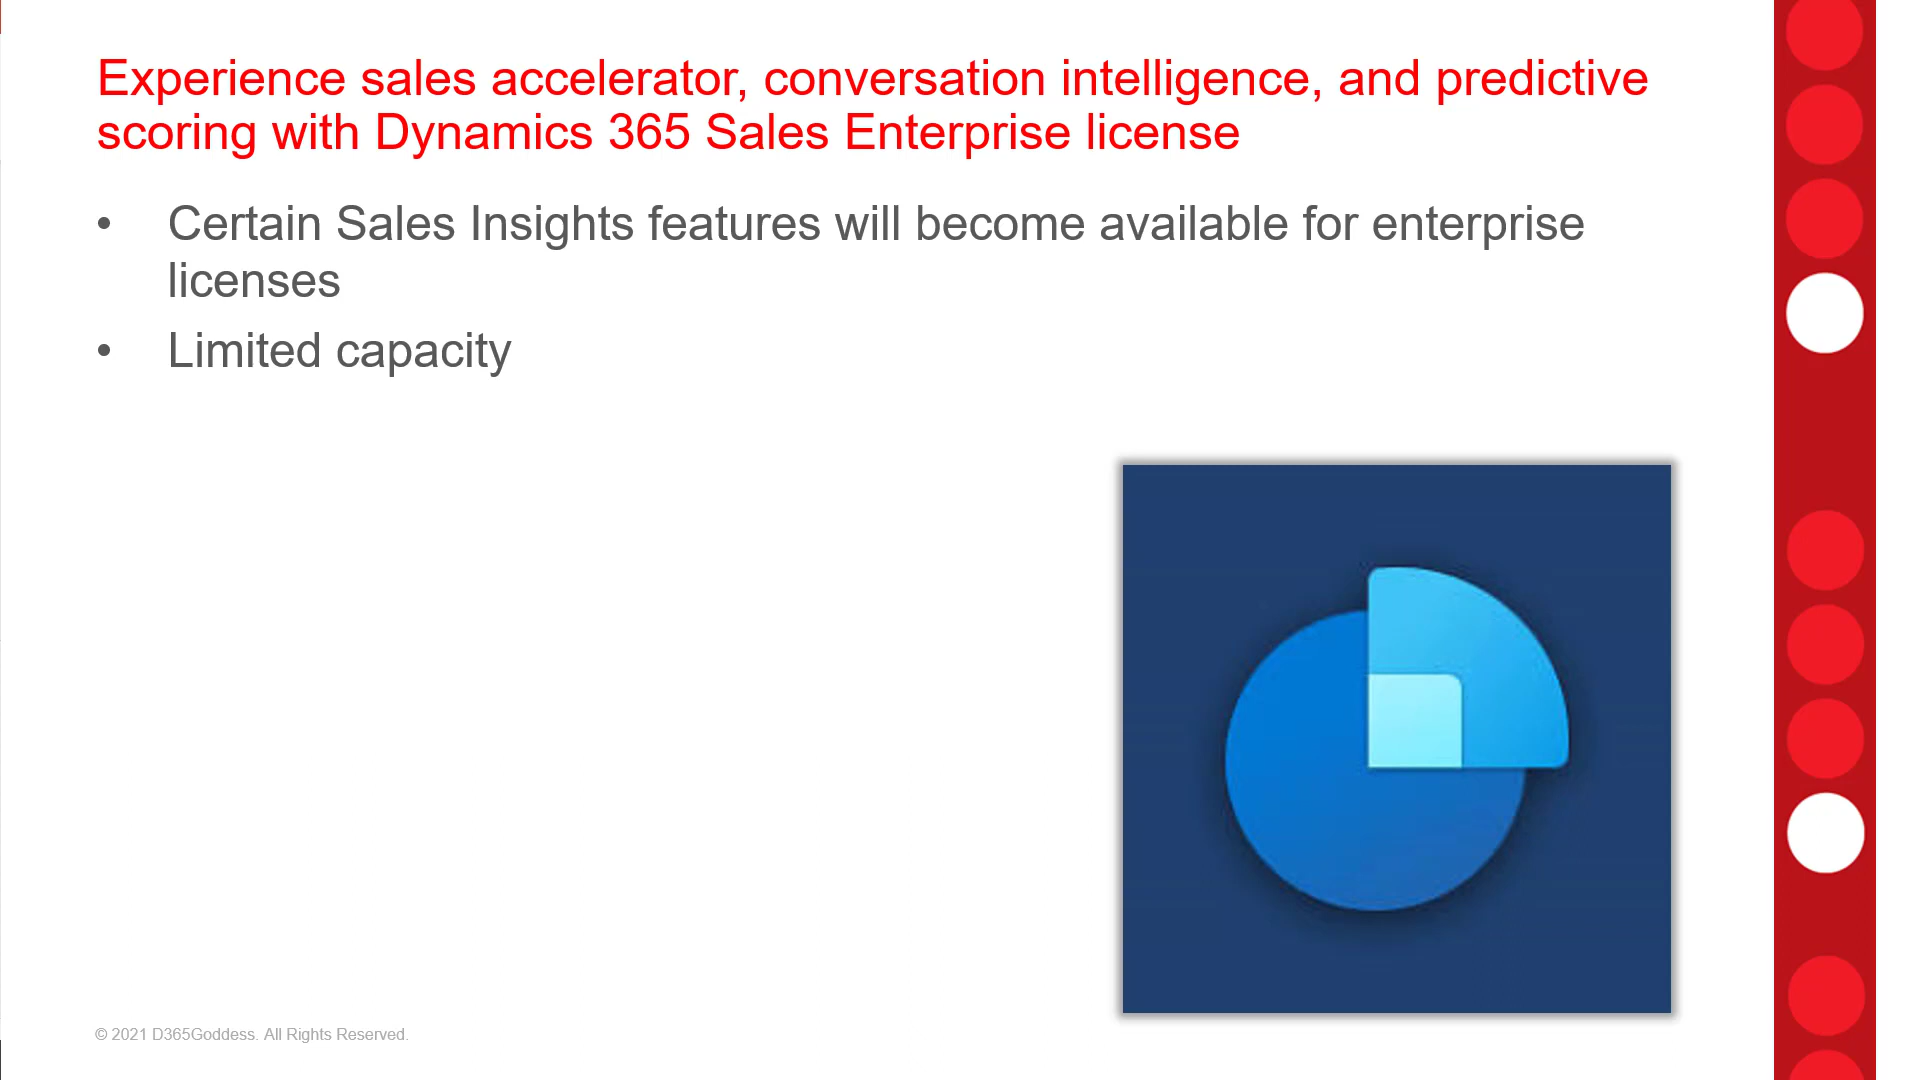 Experience sales accelerator, conversation intelligence, and predictive
scoring with Dynamics 365 Sales Enterprise license
• Certain Sales Insights features will become available for enterprise
licenses
• Limited capacity
© 2021 D365Goddess. All Rights Reserved.